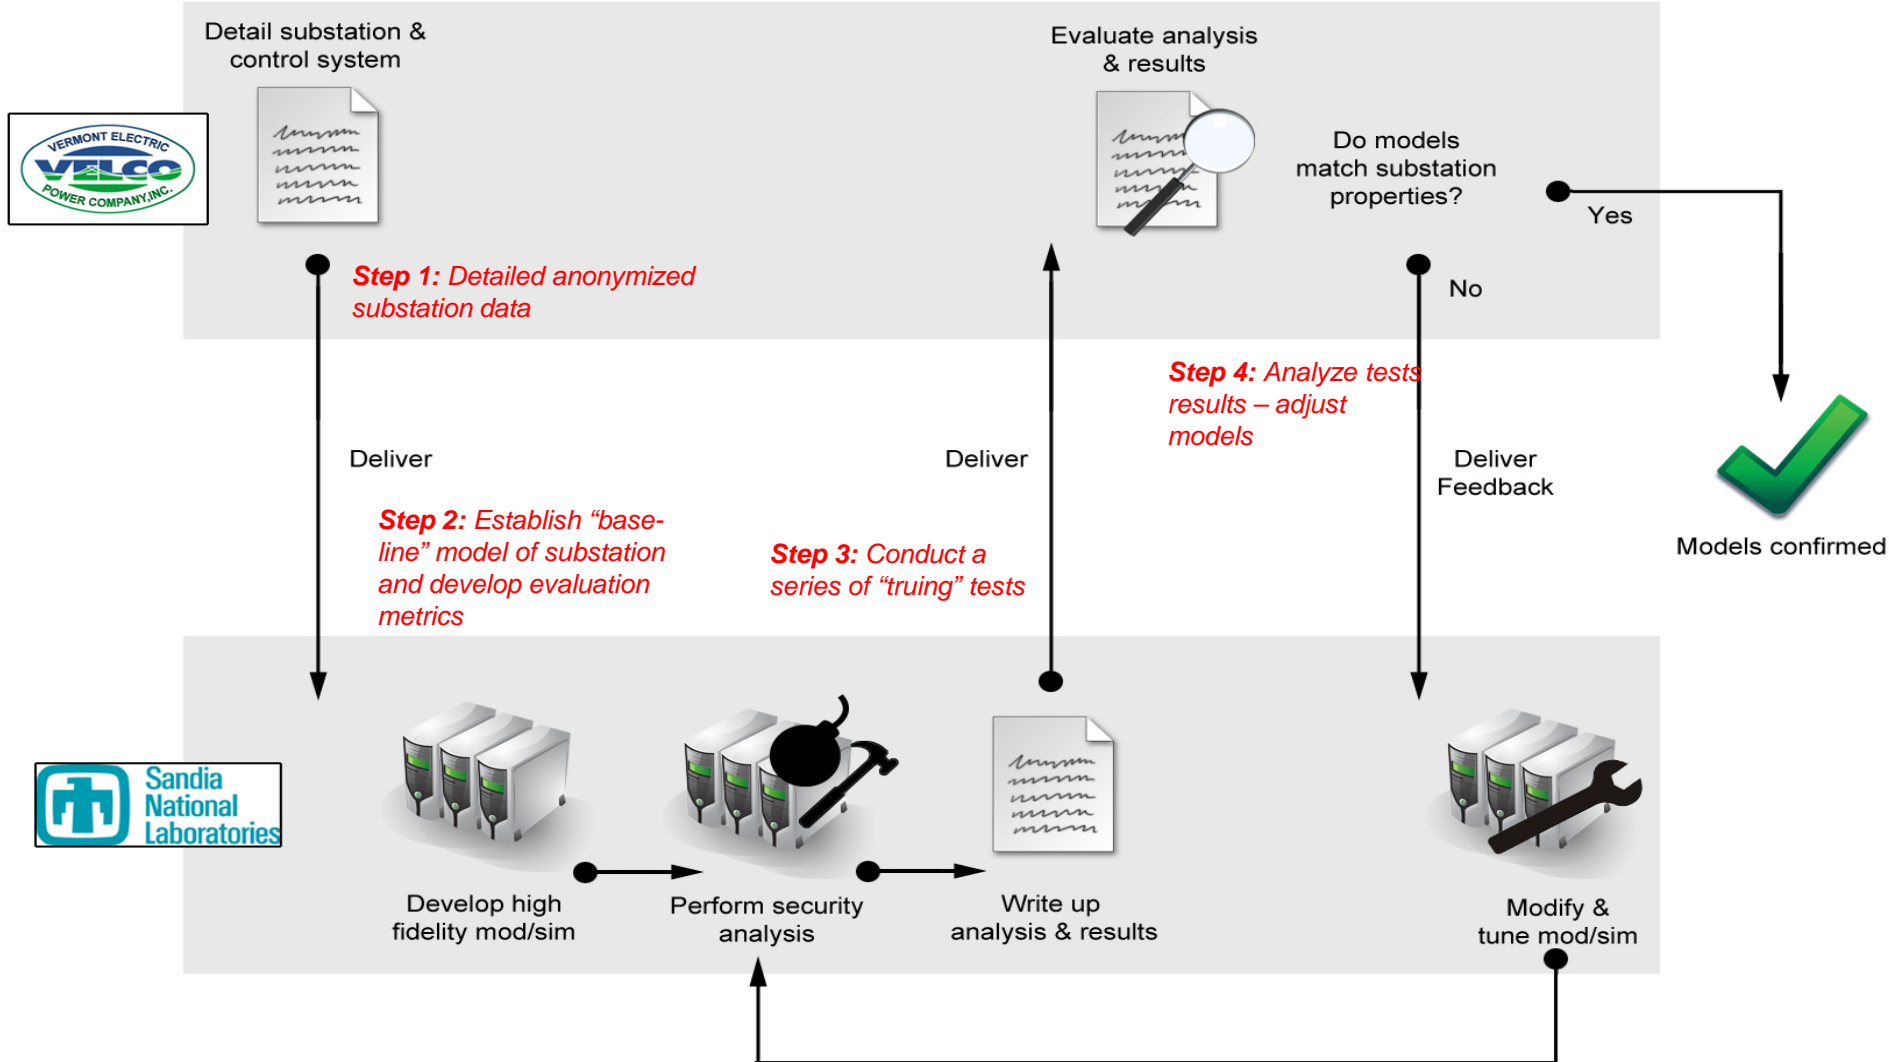 Detail substation &
control system
Evaluate analysis
& results
VERMONT ELECTRIC
VELCO
POWER COMPANY, INC.
Do models
match substation
properties?
Yes
No
Step 1: Detailed anonymized
substation data
Step 4: Analyze tests
results – adjust
models
Deliver
Deliver
Deliver
Feedback
Step 2: Establish “base-
line” model of substation
and develop evaluation
metrics
Step 3: Conduct a
series of “truing” tests
Models confirmed
Sandia
National
Laboratories
Develop high
fidelity mod/sim
Perform security
analysis
Write up
analysis & results
Modify &
tune mod/sim